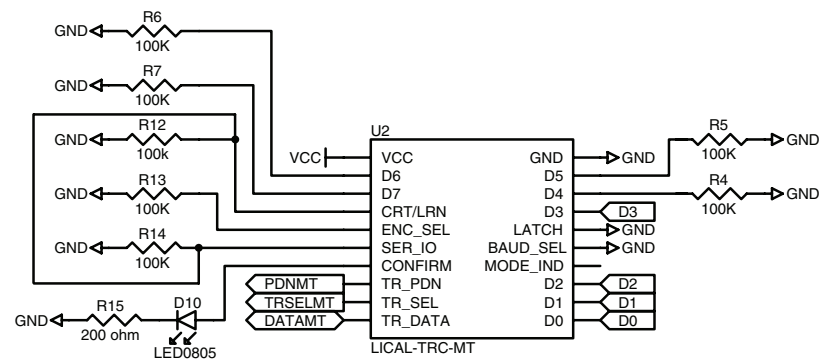 R6
GND
100K
R7
GND
100K
R12
GND
100k
R13
GND
100K
R14
GND
100K
R15
GND
200 ohm
D10
LED0805
PDNMT
TRSELMT
DATAMT
U2
VCC
VCC
D6
D7
CRT/LRN
ENC_SEL
SER_IO
CONFIRM
TR_PDN
TR_SEL
TR_DATA
GND
D5
D4
D3
LATCH
BAUD_SEL
MODE_IND
D2
D1
D0
LICAL-TRC-MT
GND
R5
GND
100K
R4
GND
100K
D3
GND
GND
D2
D1
D0